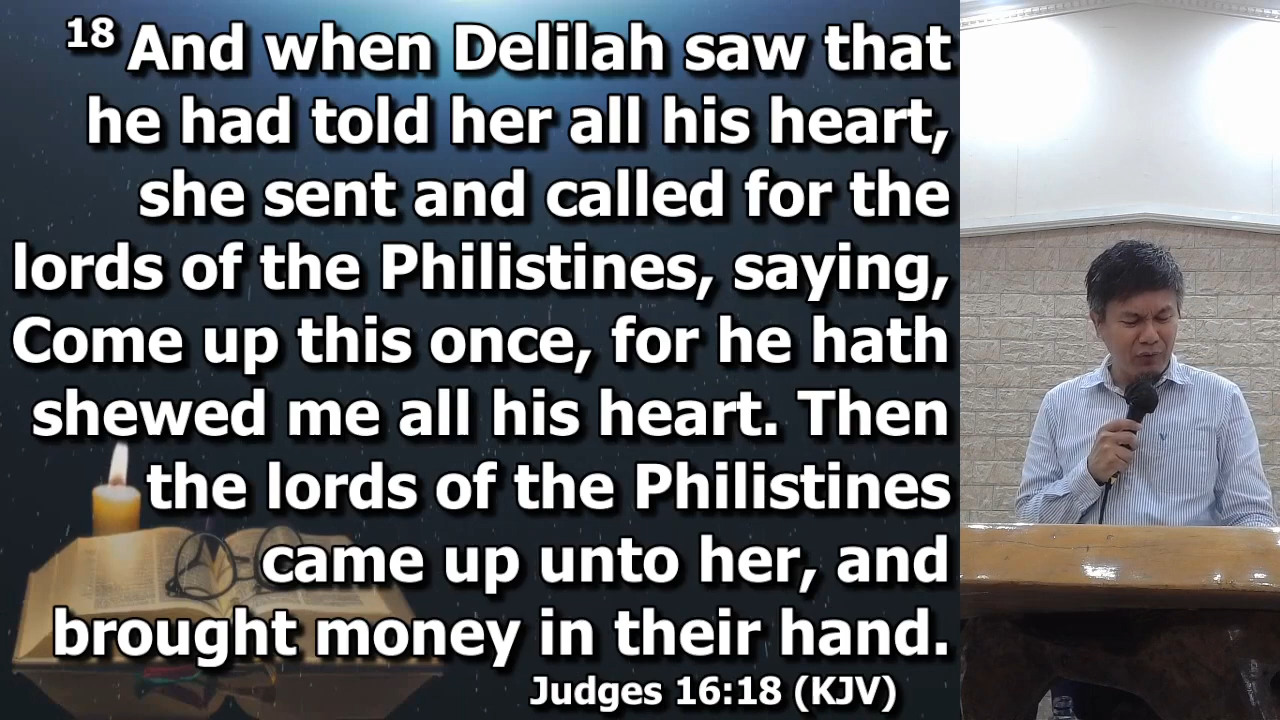 18 And when Delilah saw that
he had told her all his heart,
she sent and called for the
lords of the Philistines, saying,
Come up this once, for he hath
shewed me all his heart. Then
the lords of the Philistines
came up unto her, and
brought money in their hand.
Judges 16:18 (KJV)